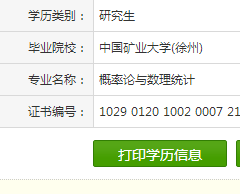 学历类别： 研究生
毕业院校： 中国矿业大学(徐州)
专业名称： 概率论与数理统计
证书编号： 1029 0120 1002 0007 21
打印学历信息